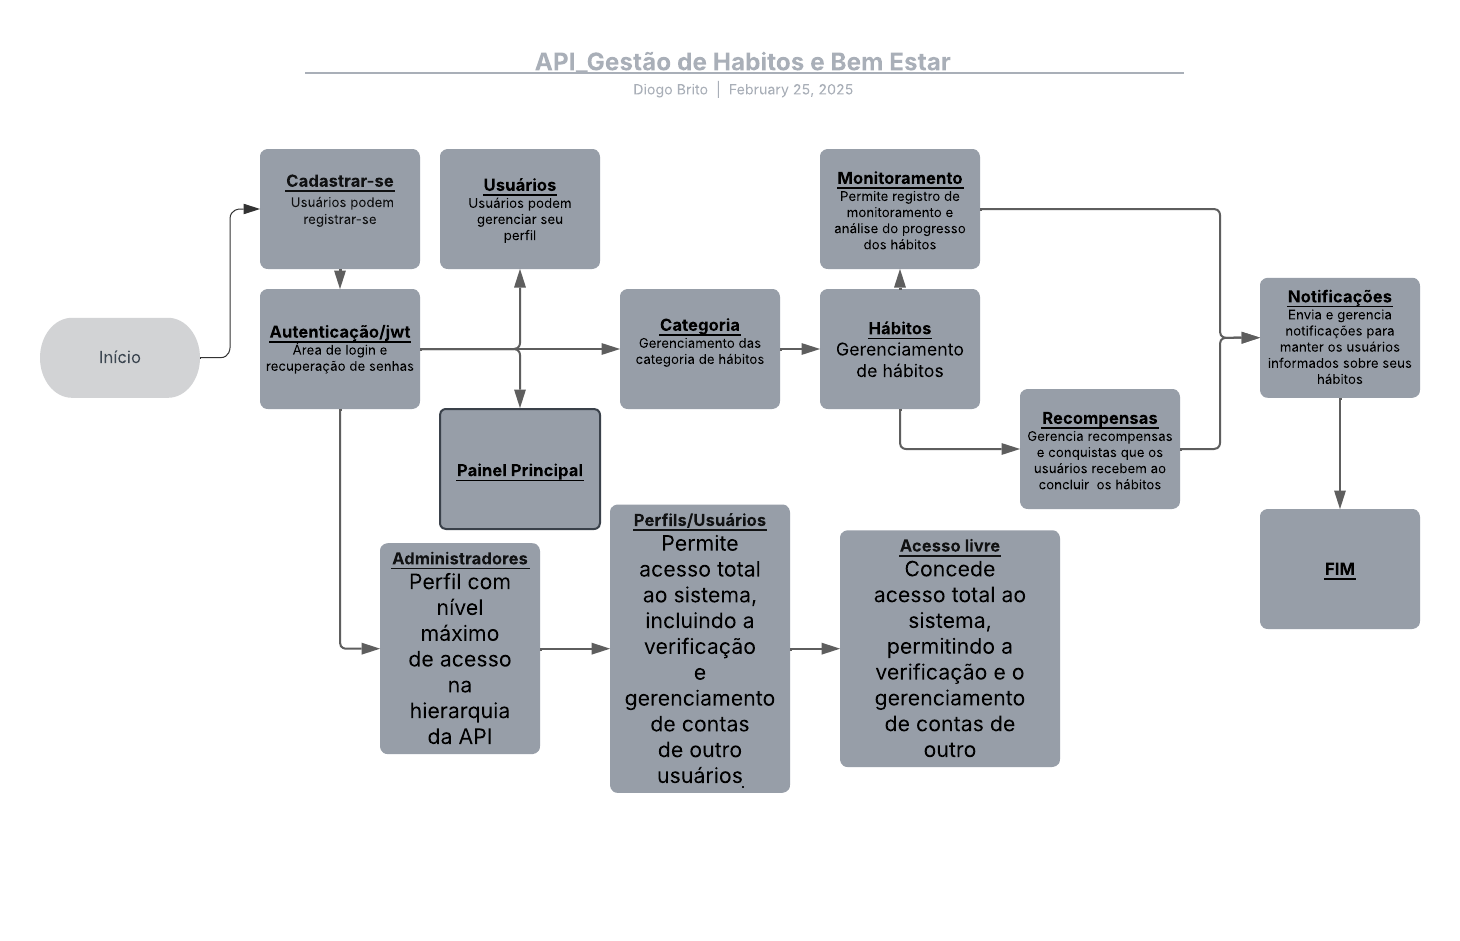 API_Gestão de Habitos e Bem Estar
Diogo Brito | February 25, 2025
Início
Cadastrar-se
Usuários podem
registrar-se
Autenticação/jwt
Área de login e
recuperação de senhas
Usuários
Usuários podem
gerenciar seu
perfil
Painel Principal
Categoria
Gerenciamento das
categoria de hábitos
Monitoramento
Permite registro de
monitoramento e
análise do progresso
dos hábitos
Hábitos
Gerenciamento
de hábitos
Recompensas
Gerencia recompensas
e conquistas que os
usuários recebem ao
concluir  os hábitos
Notificações
Envia e gerencia
notificações para
manter os usuários
informados sobre seus
hábitos
FIM
Administradores
Perfil com
nível
máximo
de acesso
na
hierarquia
da API
Perfils/Usuários
Permite
acesso total
ao sistema,
incluindo a
verificação
e
gerenciamento
de contas
de outro
usuários.
Acesso livre
Concede
acesso total ao
sistema,
permitindo a
verificação e o
gerenciamento
de contas de
outro